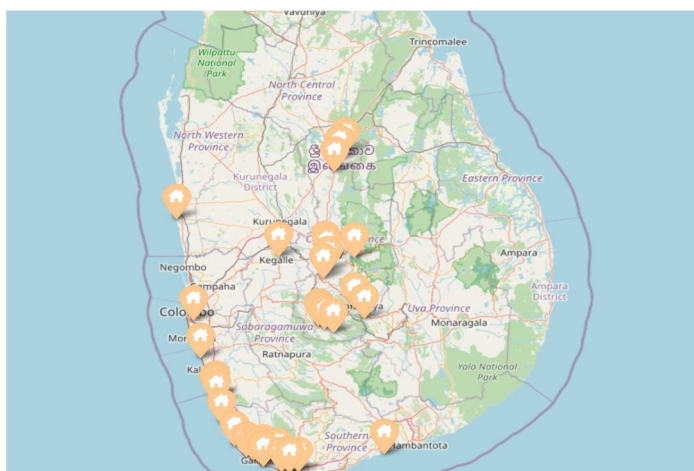 Vavuniya
Trincomalee
Wilpattu
National
Park
North Central
Province
North Western
Province
Kurunegala
District
Eastern Province
Kurunegala
Kegalle
Ampara
Negombo
Gampaha
Ampara
District
Colombo
Uva Province
Monaragala
Sabaragamuwa
Province
Ratnapura
Yala National
Park
Southern
Province
Hambantota